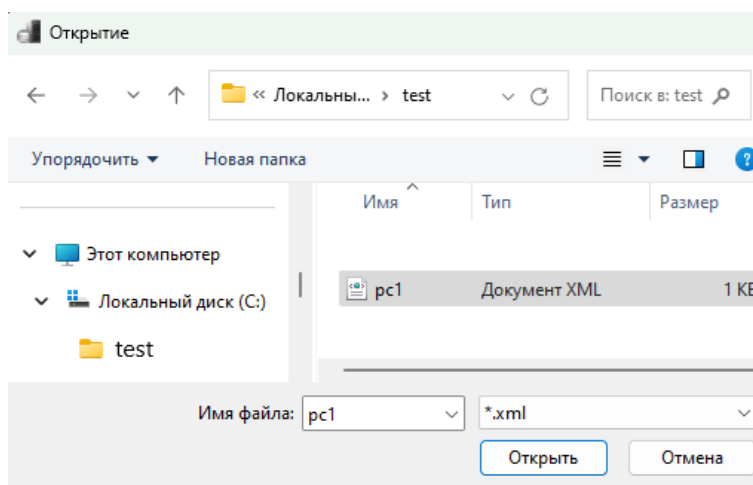 Открытие
« Локальны... › test
Поиск в: test
Упорядочить Новая папка
?
Имя Тип Размер
Этот компьютер
pc1 Документ XML 1 КБ
Локальный диск (C:)
test
Имя файла: pc1 *.xml
Открыть Отмена